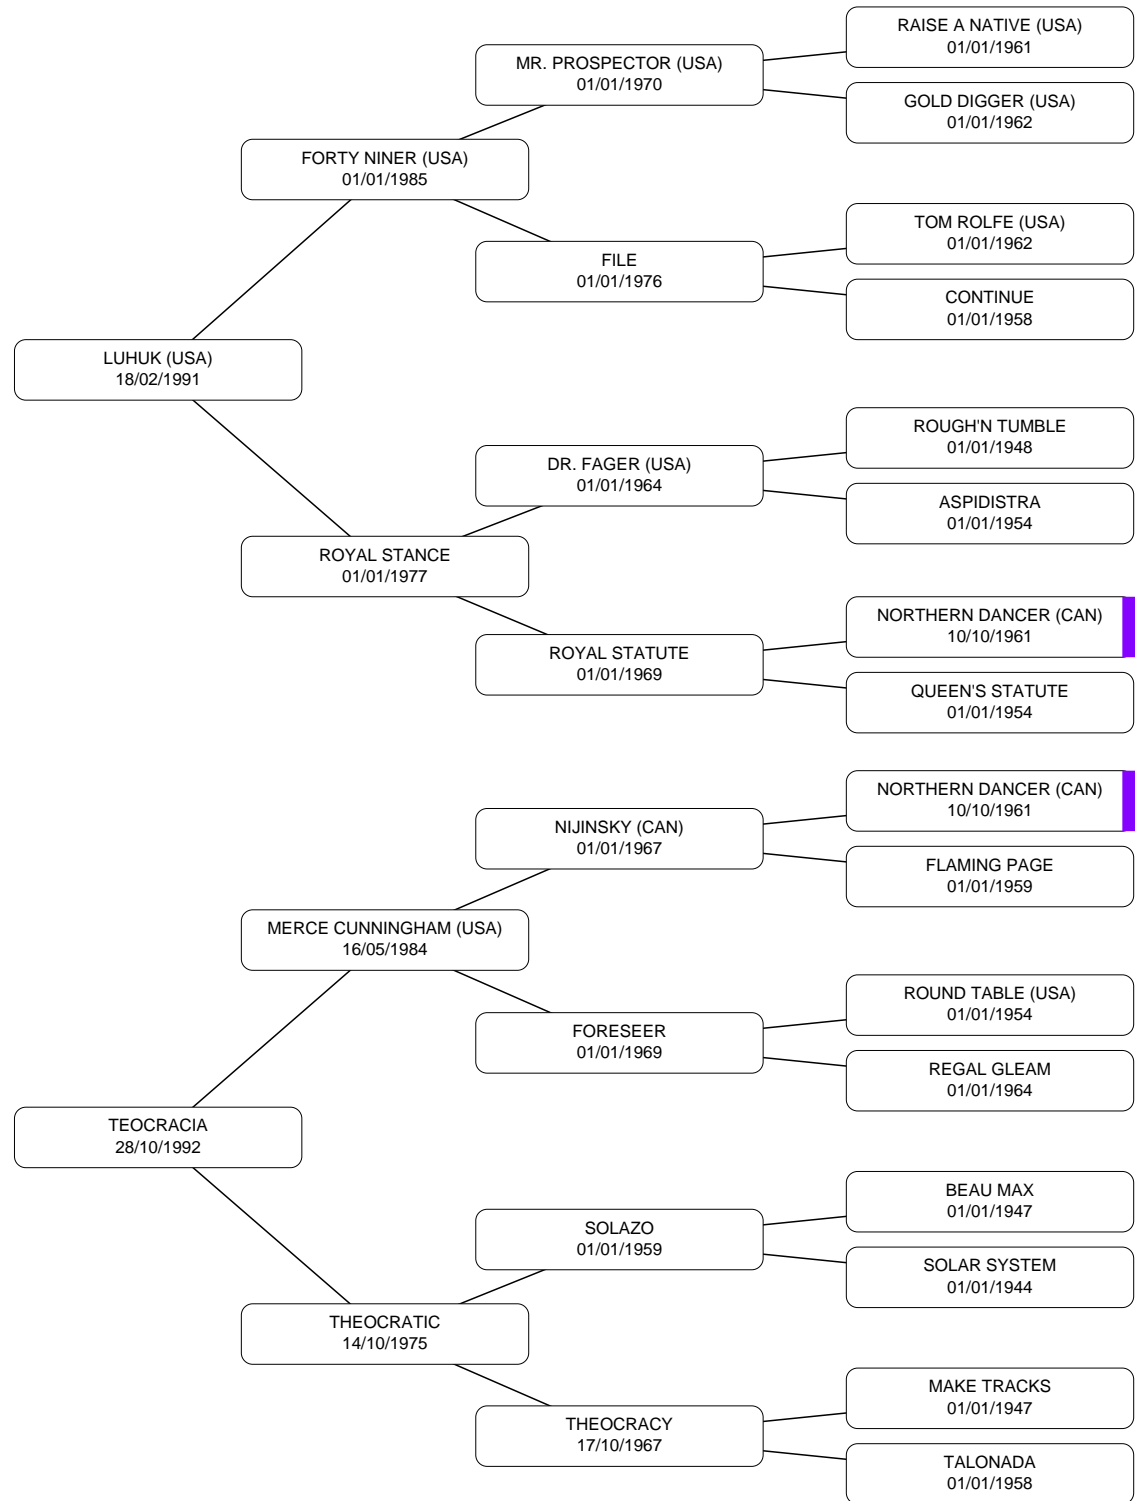 RAISE A NATIVE (USA)
01/01/1961
MR. PROSPECTOR (USA)
01/01/1970
GOLD DIGGER (USA)
01/01/1962
FORTY NINER (USA)
01/01/1985
TOM ROLFE (USA)
01/01/1962
FILE
01/01/1976
CONTINUE
01/01/1958
LUHUK (USA)
18/02/1991
ROUGH'N TUMBLE
01/01/1948
DR. FAGER (USA)
01/01/1964
ASPIDISTRA
01/01/1954
ROYAL STANCE
01/01/1977
NORTHERN DANCER (CAN)
10/10/1961
ROYAL STATUTE
01/01/1969
QUEEN'S STATUTE
01/01/1954
NORTHERN DANCER (CAN)
10/10/1961
NIJINSKY (CAN)
01/01/1967
FLAMING PAGE
01/01/1959
MERCE CUNNINGHAM (USA)
16/05/1984
ROUND TABLE (USA)
01/01/1954
FORESEER
01/01/1969
REGAL GLEAM
01/01/1964
TEOCRACIA
28/10/1992
BEAU MAX
01/01/1947
SOLAZO
01/01/1959
SOLAR SYSTEM
01/01/1944
THEOCRATIC
14/10/1975
MAKE TRACKS
01/01/1947
THEOCRACY
17/10/1967
TALONADA
01/01/1958